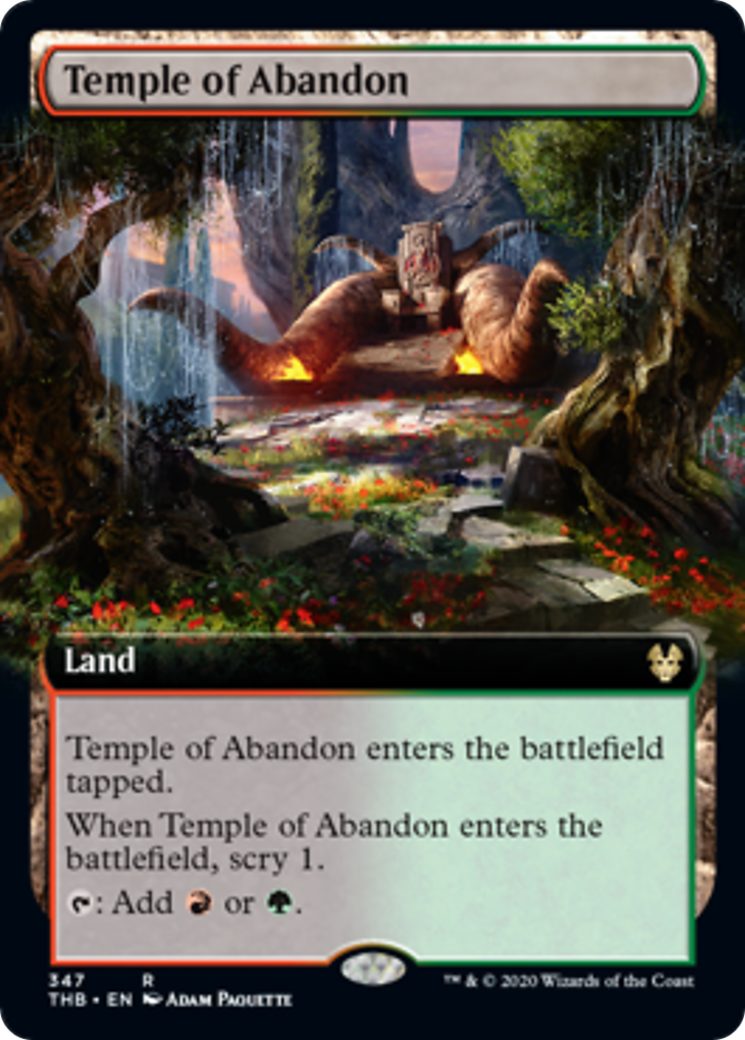 Temple of Abandon
Land
Temple of Abandon enters the battlefield
tapped.
When Temple of Abandon enters the
battlefield, scry 1.
: Add or .
347 R
THB • EN Adam Paquette
™ & © 2020 Wizards of the Coast